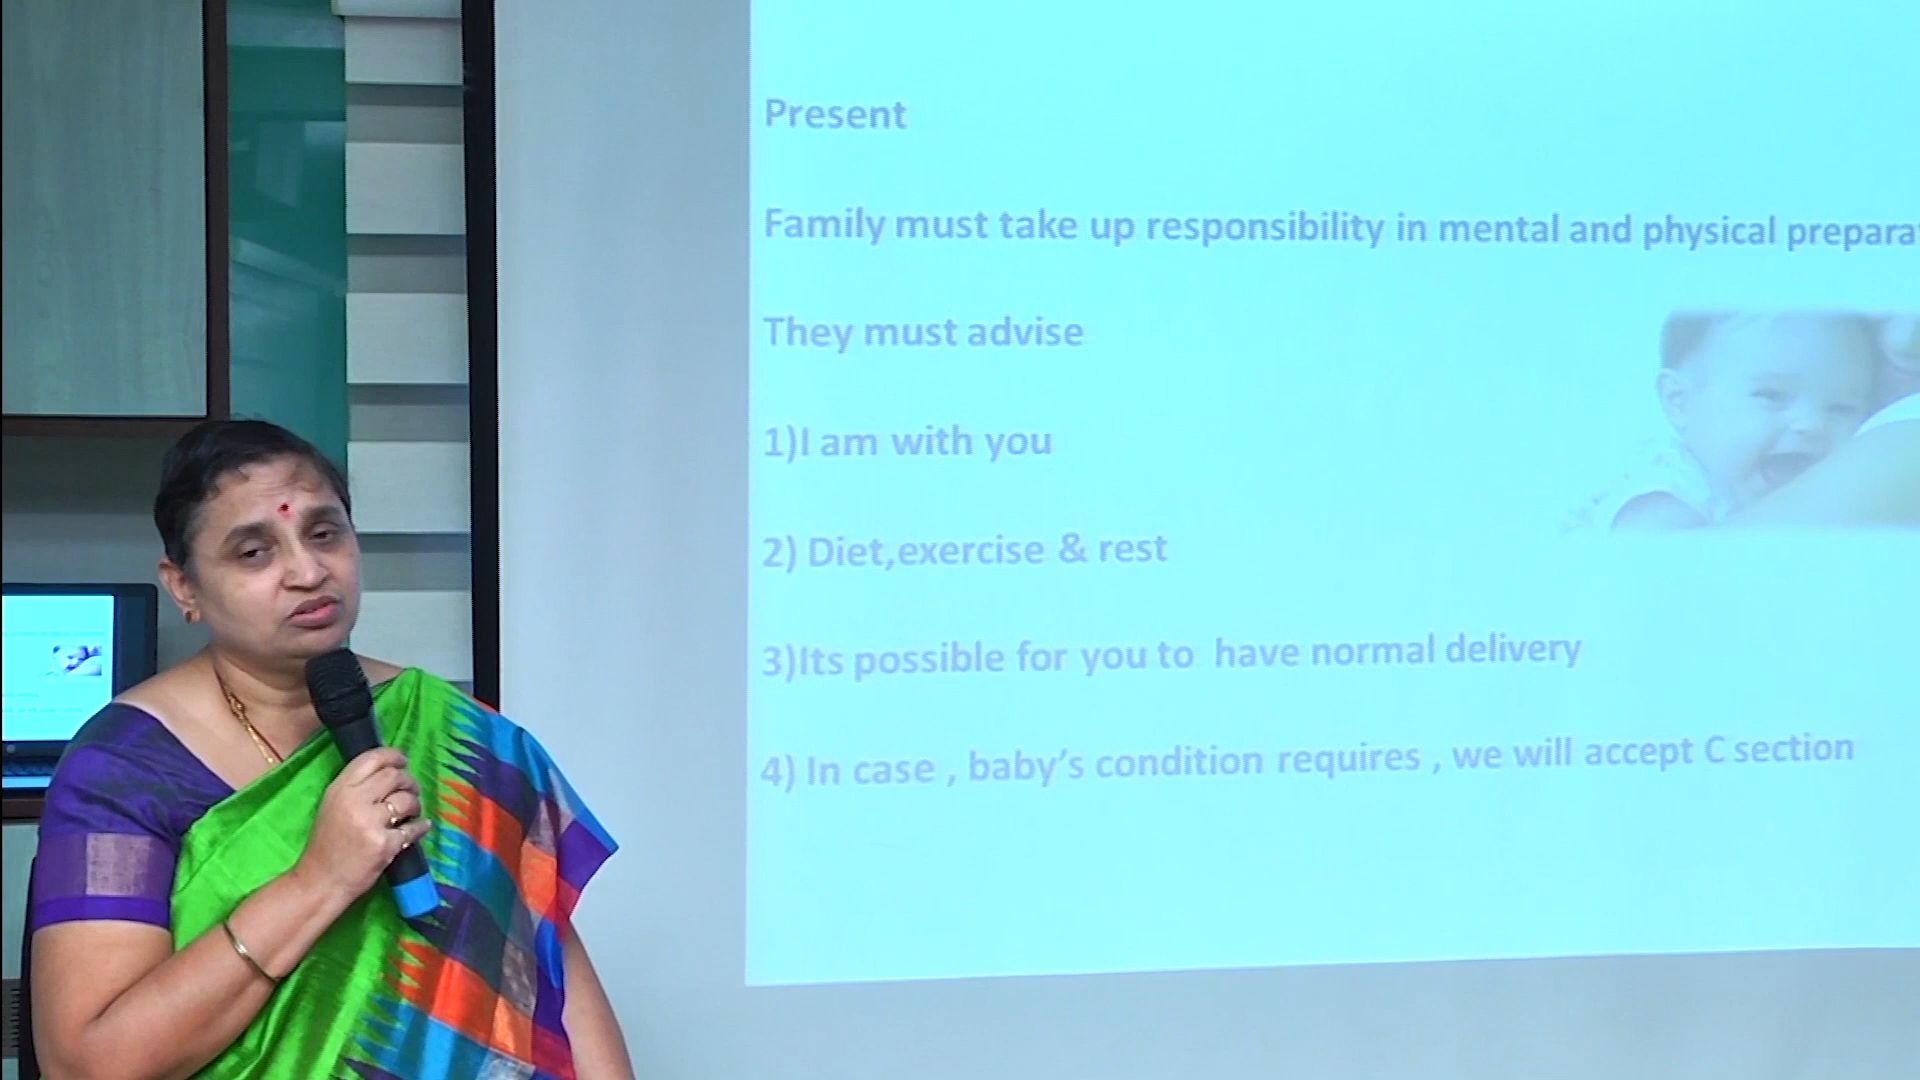 Present
Family must take up responsibility in mental and physical
They must advise
1)I am with you
2) Diet,exercise & rest
3)Its possible for you to have normal delivery
4) In case , baby's condition requires , we will accept C section